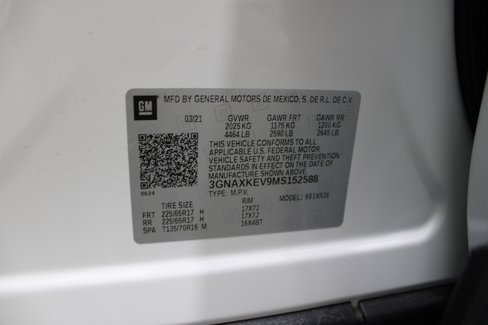 GM
MFD BY GENERAL MOTORS DE MEXICO, S. DE R.L. DE C.V.
03/21 GVWR GAWR FRT GAWR RR
2025 KG 1175 KG 1200 KG
4464 LB 2590 LB 2645 LB
THIS VEHICLE CONFORMS TO ALL
APPLICABLE U.S. FEDERAL MOTOR
VEHICLE SAFETY AND THEFT PREVENTION
STANDARDS IN EFFECT ON THE DATE OF
MANUFACTURE SHOWN ABOVE.
3GNAXKEV9MS152588
TYPE: M.P.V. MODEL:
6424
TIRE SIZE RIM
FRT 225/65R17 H 17X7J
RR 225/65R17 H 17X7J
SPA T135/70R16 M 16X4BT